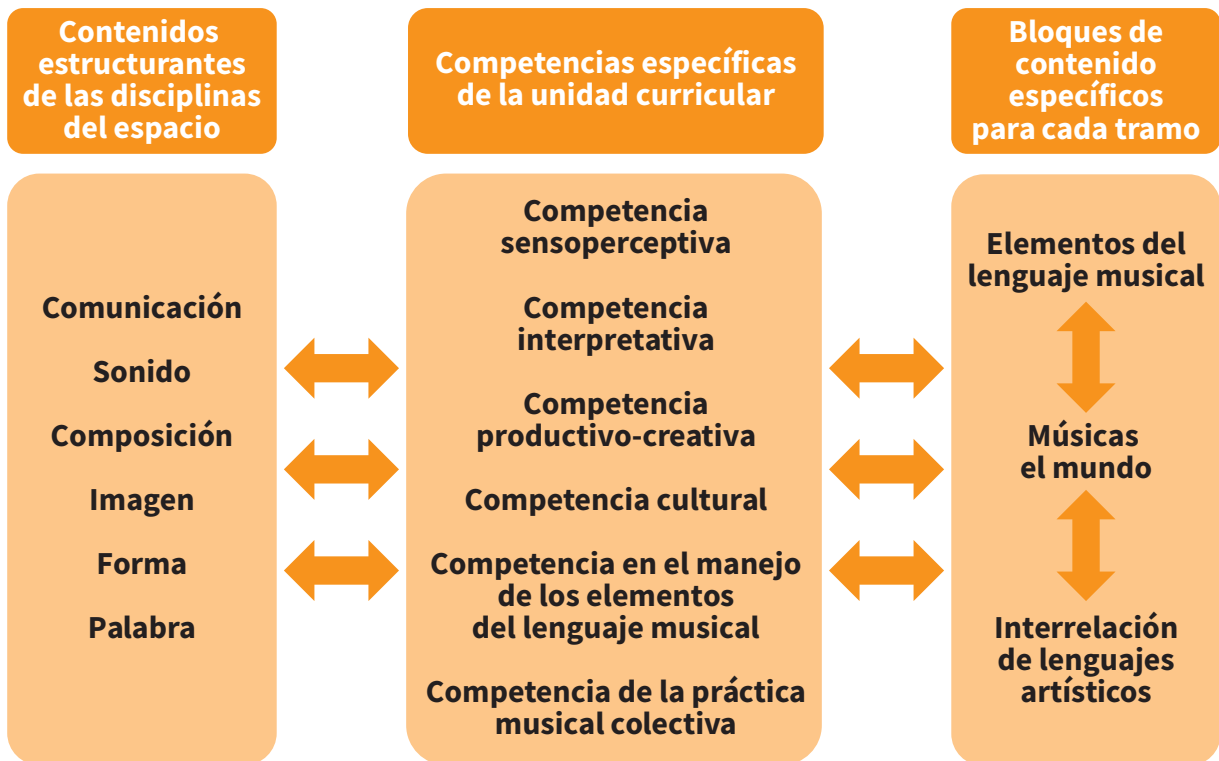 Contenidos
estructurantes
de las disciplinas
del espacio
Competencias específicas
de la unidad curricular
Bloques de
contenido
específicos
para cada tramo
Comunicación
Sonido
Composición
Imagen
Forma
Palabra
Competencia
sensoperceptiva
Competencia
interpretativa
Competencia
productivo-creativa
Competencia cultural
Competencia en el manejo
de los elementos
del lenguaje musical
Competencia de la práctica
musical colectiva
Elementos del
lenguaje musical
Músicas
el mundo
Interrelación
de lenguajes
artísticos